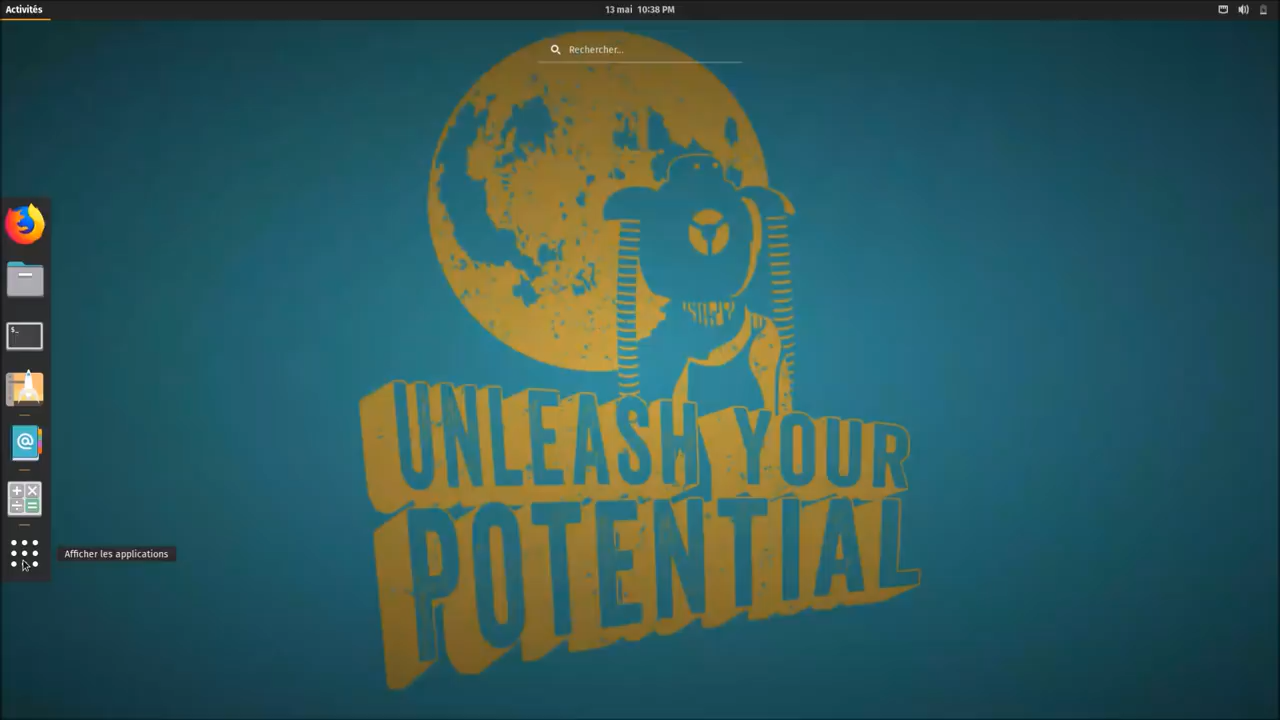 Activités
13 mai 10:38 PM
Rechercher...
$_
@
Afficher les applications
UNLEASH YOUR
POTENTIAL